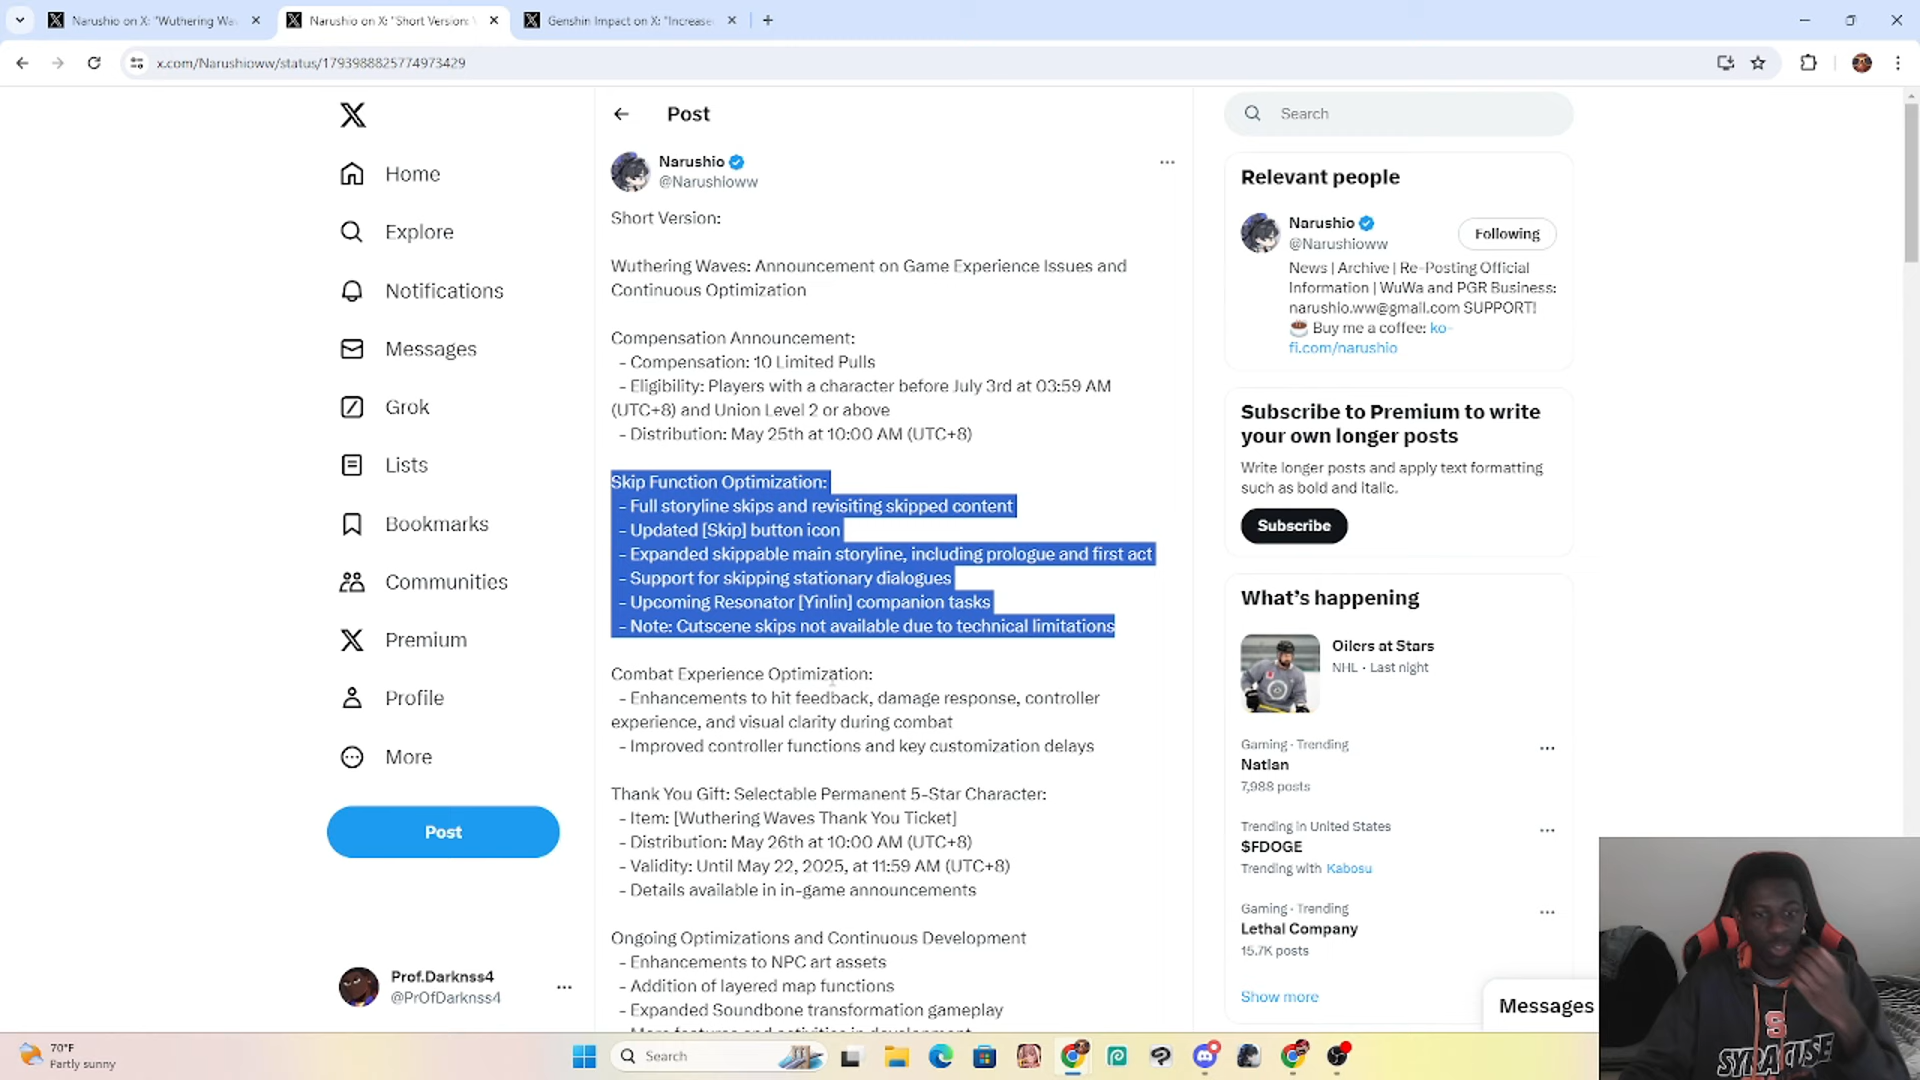 Narushio on X: "Wuthering Wa
Narushio on X: "Short Version: 
Genshin Impact on X: "Increase
x.com/Narushioww/status/1793988825774973429
Home
Explore
Notifications
Messages
Grok
Lists
Bookmarks
Communities
Premium
Profile
More
Post
Prof.Darknss4
@PrOfDarknss4
Post
Narushio
@Narushioww
Short Version:
Wuthering Waves: Announcement on Game Experience Issues and
Continuous Optimization
Compensation Announcement:
- Compensation: 10 Limited Pulls
- Eligibility: Players with a character before July 3rd at 03:59 AM
(UTC+8) and Union Level 2 or above
- Distribution: May 25th at 10:00 AM (UTC+8)
Skip Function Optimization:
- Full storyline skips and revisiting skipped content
- Updated [Skip] button icon
- Expanded skippable main storyline, including prologue and first act
- Support for skipping stationary dialogues
- Upcoming Resonator [Yinlin] companion tasks
- Note: Cutscene skips not available due to technical limitations
Combat Experience Optimization:
- Enhancements to hit feedback, damage response, controller
experience, and visual clarity during combat
- Improved controller functions and key customization delays
Thank You Gift: Selectable Permanent 5-Star Character:
- Item: [Wuthering Waves Thank You Ticket]
- Distribution: May 26th at 10:00 AM (UTC+8)
- Validity: Until May 22, 2025, at 11:59 AM (UTC+8)
- Details available in in-game announcements
Ongoing Optimizations and Continuous Development
- Enhancements to NPC art assets
- Addition of layered map functions
- Expanded Soundbone transformation gameplay
- More features and activities in development
Search
Relevant people
Narushio
@Narushioww
Following
News | Archive | Re-Posting Official
Information | WuWa and PGR Business:
narushio.ww@gmail.com SUPPORT!
Buy me a coffee: ko-
fi.com/narushio
Subscribe to Premium to write
your own longer posts
Write longer posts and apply text formatting
such as bold and italic.
Subscribe
What's happening
Oilers at Stars
NHL · Last night
Gaming · Trending
Natlan
7,988 posts
Trending in United States
$FDOGE
Trending with Kabosu
Gaming · Trending
Lethal Company
15.7K posts
Show more
Messages
S
SYRACUSE
70°F
Partly sunny
Search